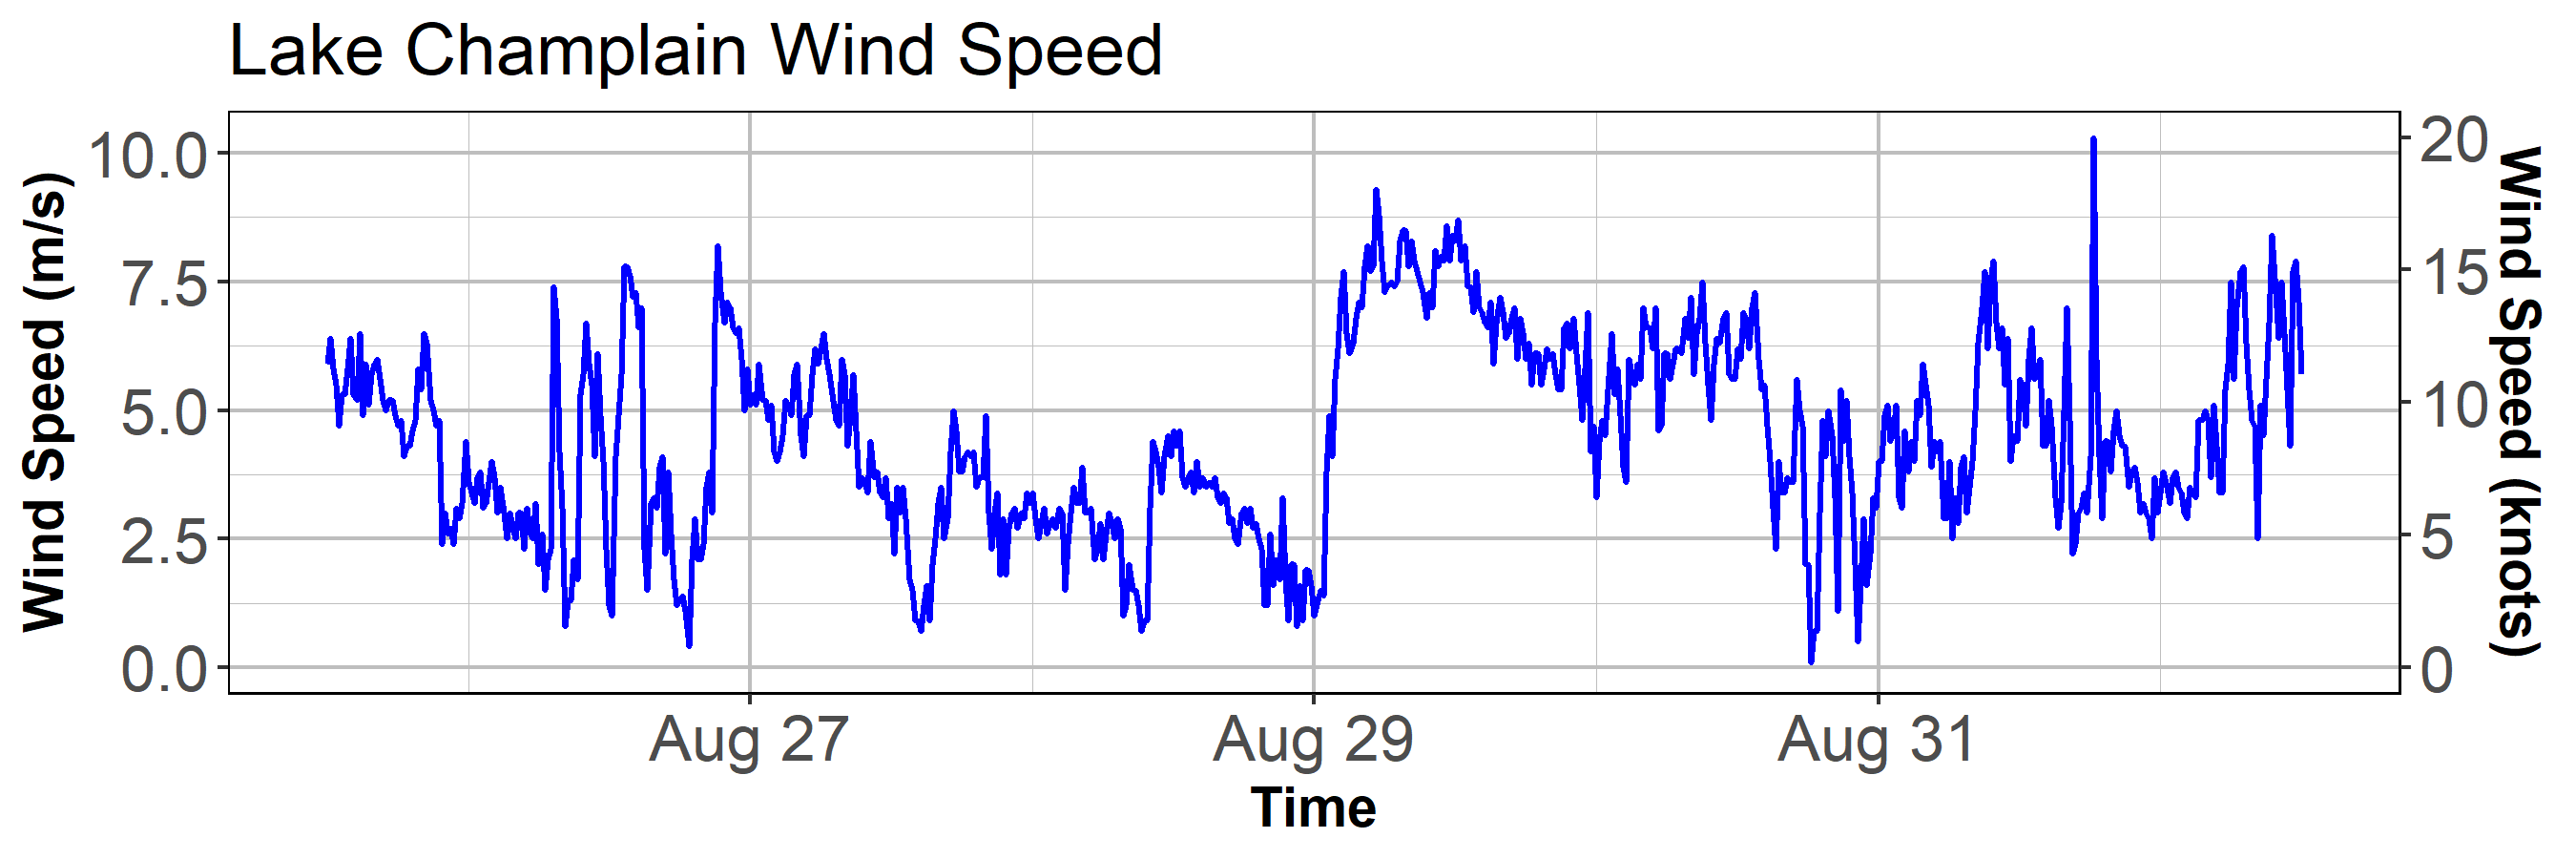 Lake Champlain Wind Speed
Wind Speed (m/s)
10.0
7.5
5.0
2.5
0.0
20
15
10
5
0
Wind Speed (knots)
Aug 27
Aug 29
Aug 31
Time